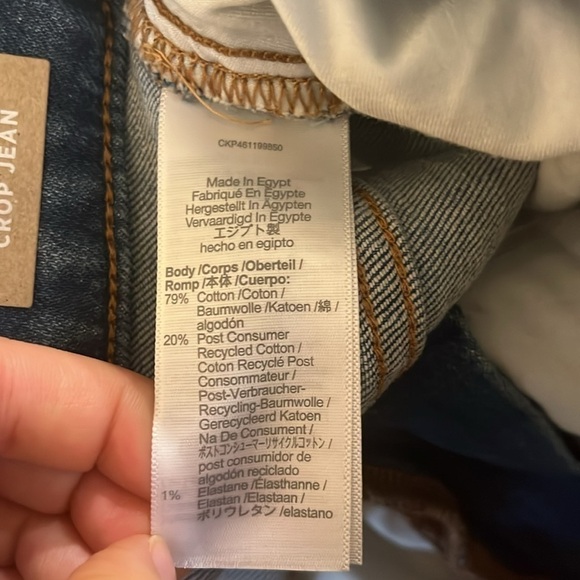 CROP JEAN
CKP461199850
Made In Egypt
Fabriqué En Égypte
Hergestellt In Ägypten
Vervaardigd In Egypte
エジプト製
hecho en egipto
Body /Corps /Oberteil /
Romp /本体 /Cuerpo:
79% Cotton /Coton /
Baumwolle /Katoen /綿 /
algodón
20% Post Consumer
Recycled Cotton /
Coton Recyclé Post
Consommateur /
Post-Verbraucher-
Recycling-Baumwolle /
Gerecycleerd Katoen
Na De Consument /
ポストコンシューマーリサイクルコットン /
post consumidor de
algodón reciclado
1% Elastane /Élasthanne /
Elastan /Elastaan /
ポリウレタン /elastano